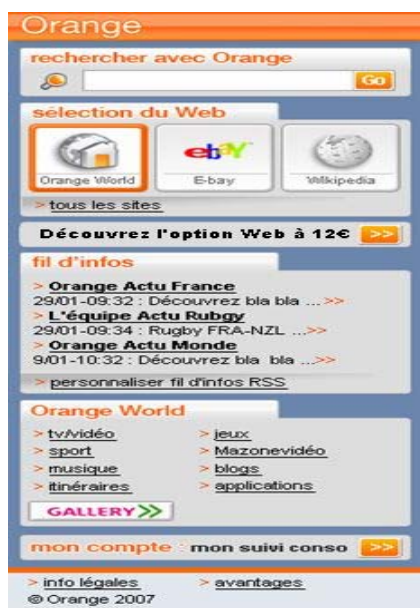 Orange
rechercher avec Orange
Go
sélection du Web
Orange World
ebaY
E-bay
Wikipedia
> tous les sites
Découvrez l'option Web à 12€ >>
fil d'infos
> Orange Actu France
29/01-09:32 : Découvrez bla bla ...>>
> L'équipe Actu Rubgy
29/01-09:34 : Rugby FRA-NZL ...>>
> Orange Actu Monde
9/01-10:32 : Découvrez bla bla ...>>
> personnaliser fil d'infos RSS
Orange World
> tv/vidéo > jeux
> sport > Mazonevidéo
> musique > blogs
> itinéraires > applications
GALLERY>>
mon compte : mon suivi conso >>
> info légales > avantages
© Orange 2007